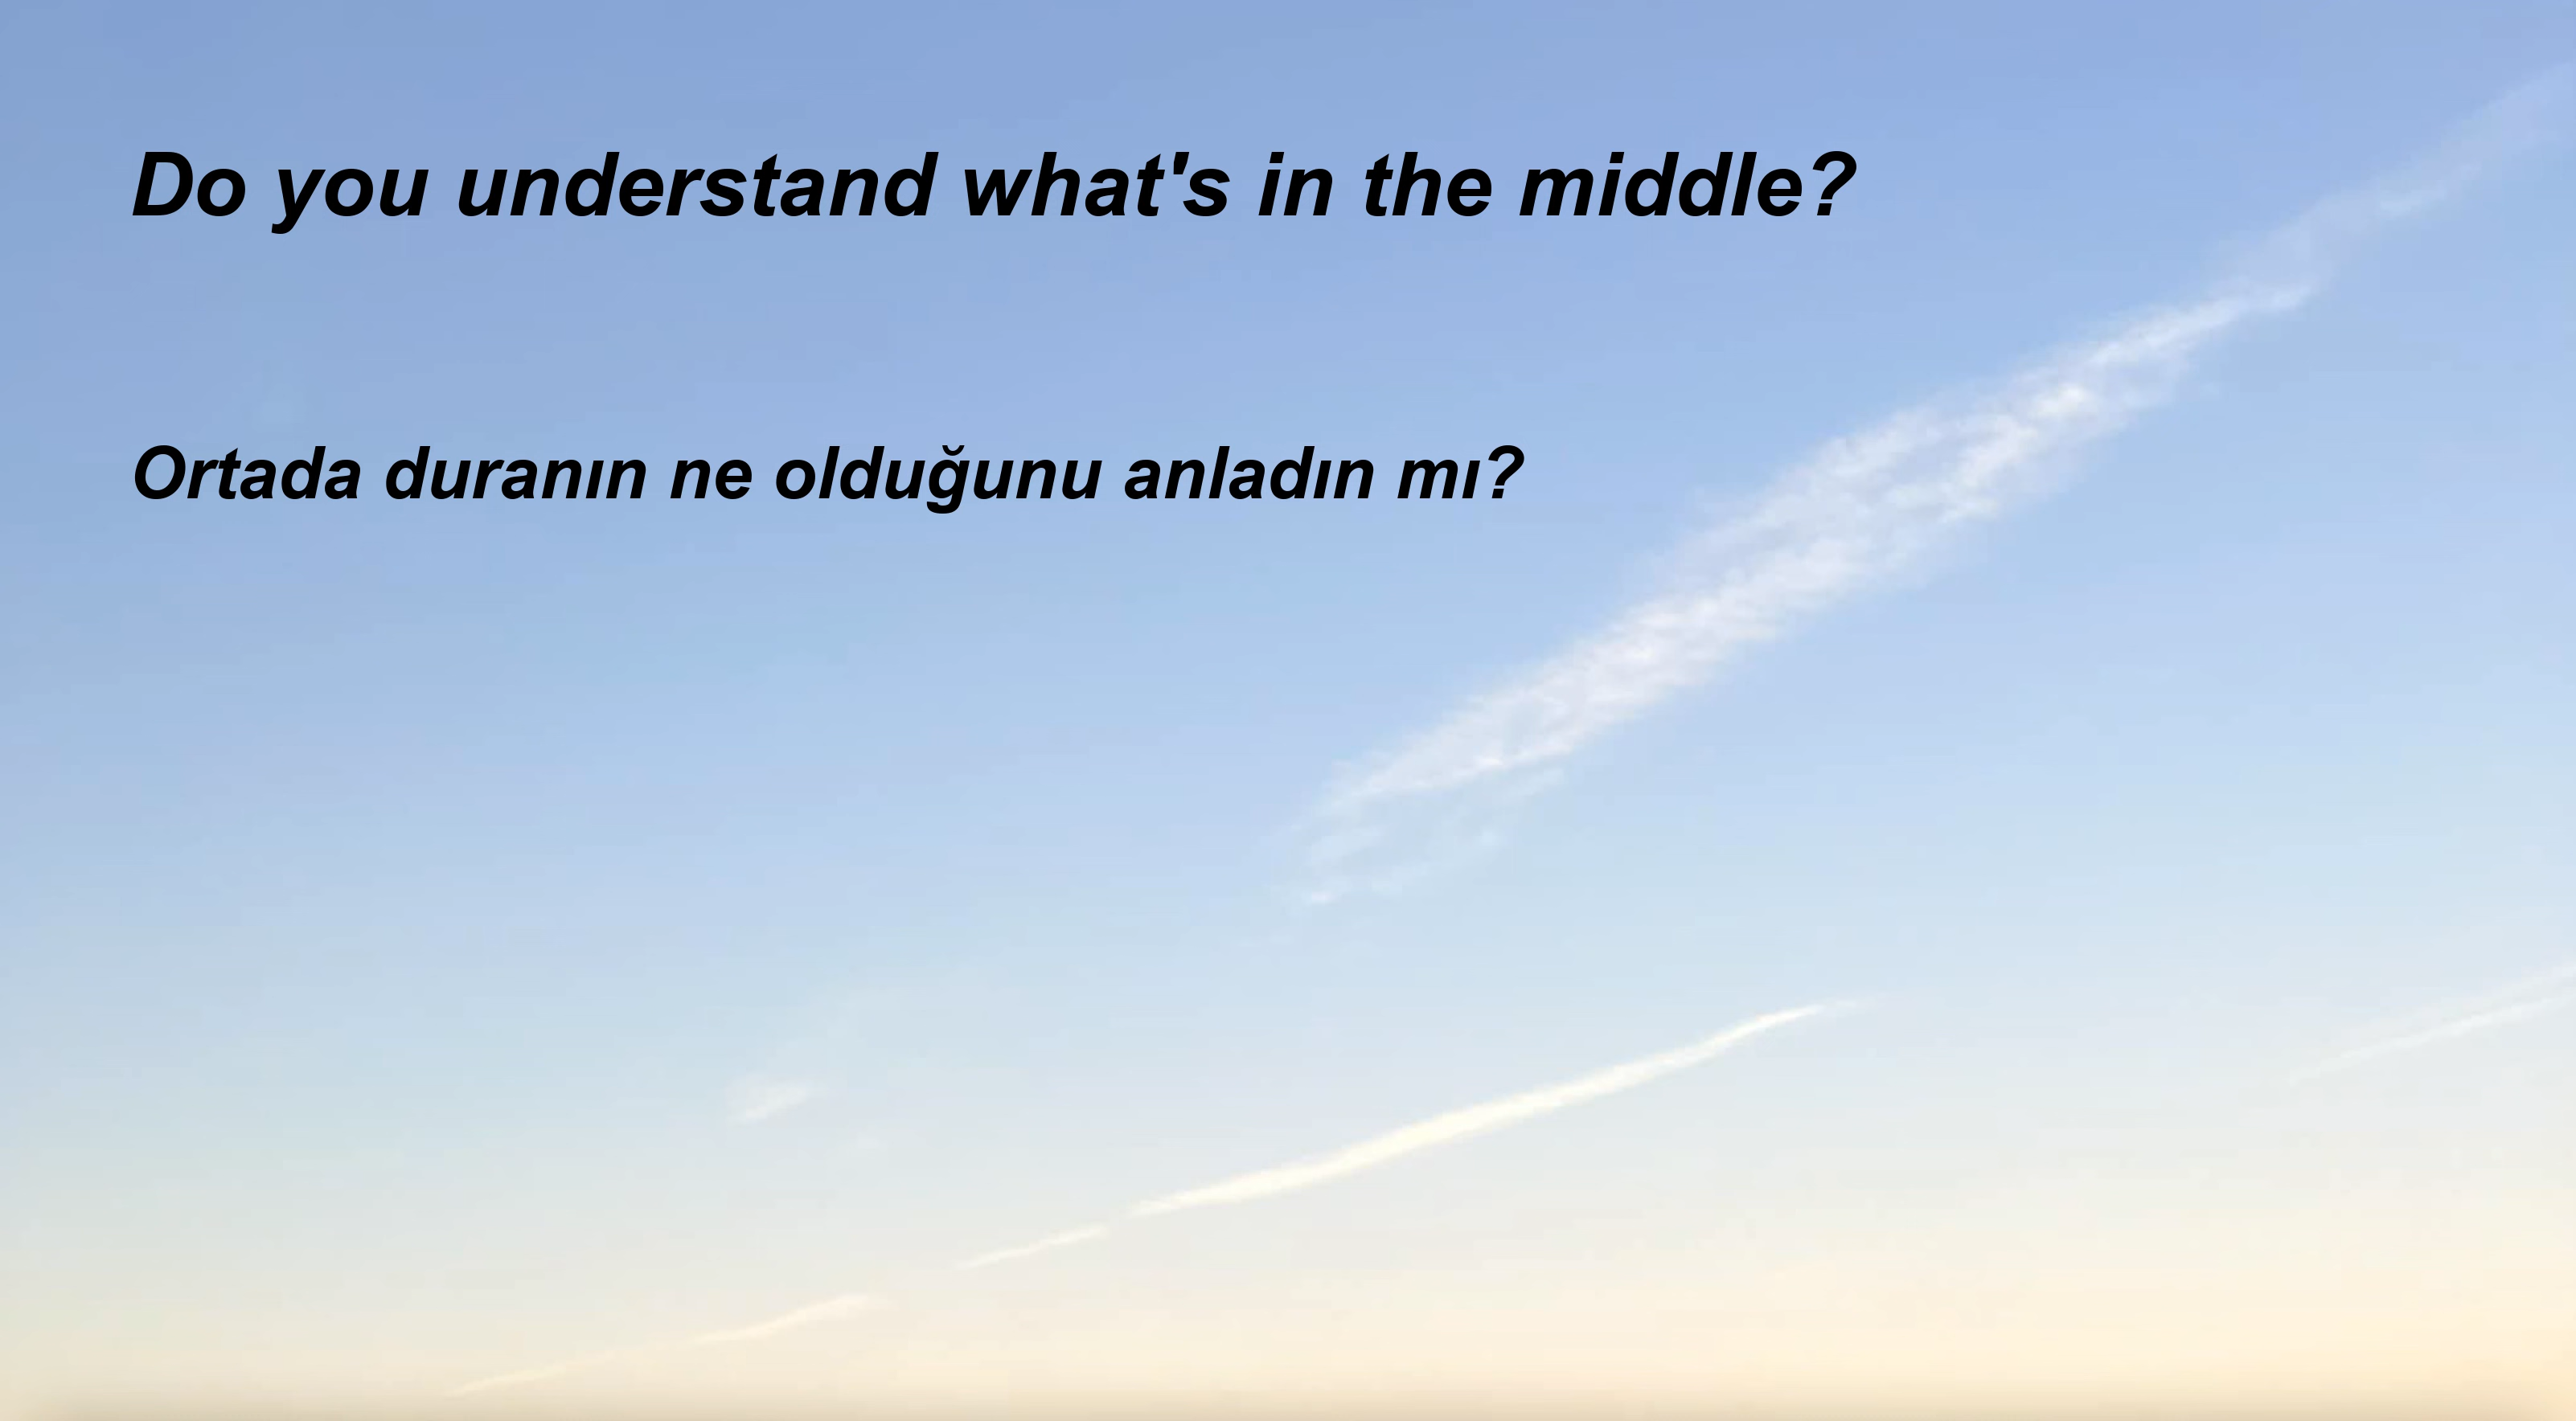 Do you understand what's in the middle?
Ortada duranın ne olduğunu anladın mı?